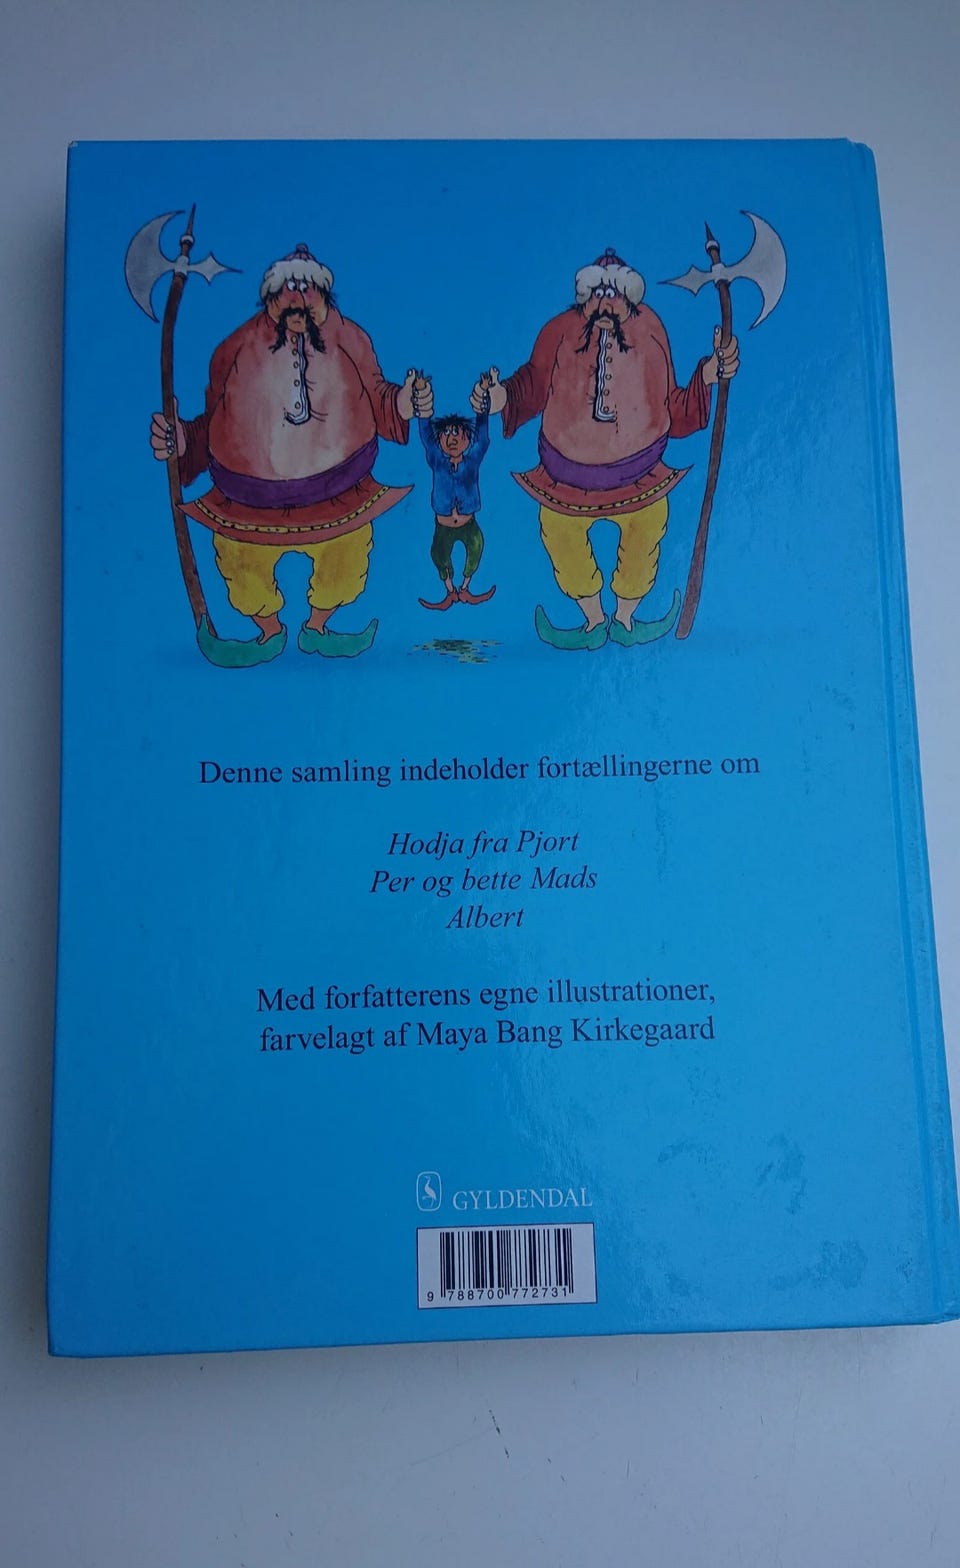 Denne samling indeholder fortællingerne om
Hodja fra Pjort
Per og bette Mads
Albert
Med forfatterens egne illustrationer,
farvelagt af Maya Bang Kirkegaard
GYLDENDAL
9 788700 772731